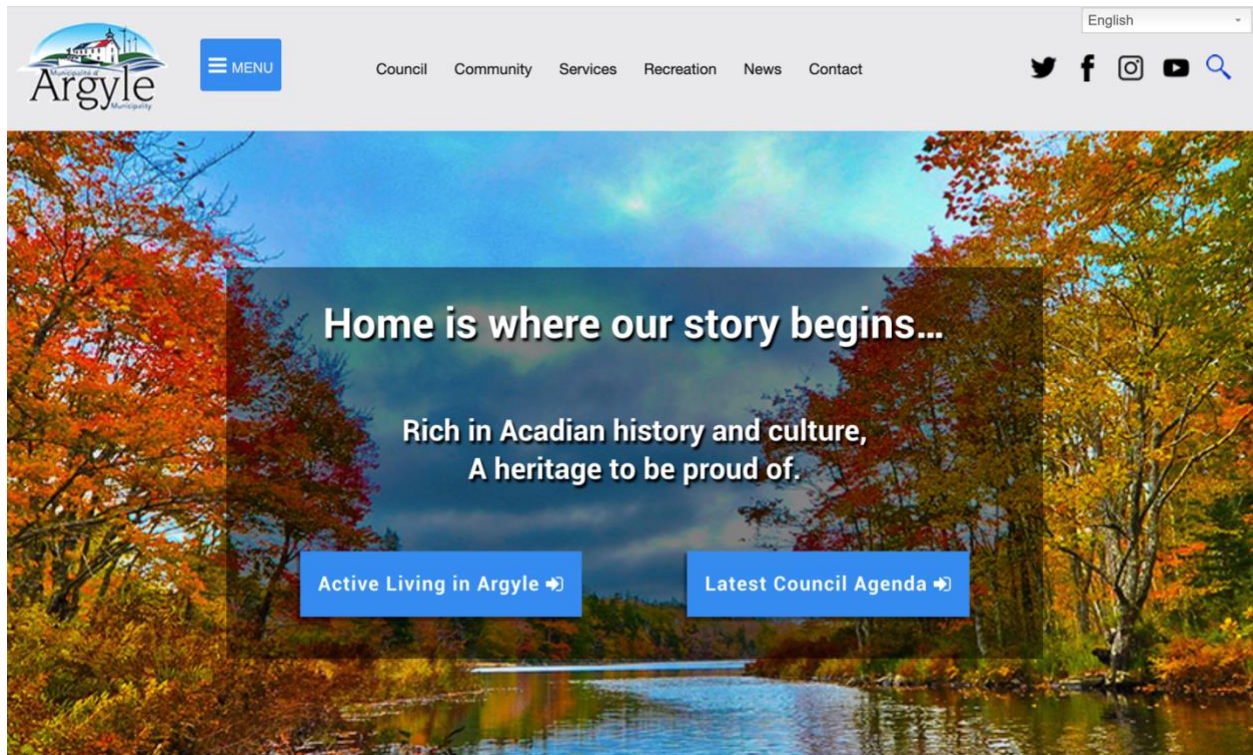 English
Municipalité d'
Argyle
Municipality
MENU
Council Community Services Recreation News Contact
Home is where our story begins...
Rich in Acadian history and culture,
A heritage to be proud of.
Active Living in Argyle
Latest Council Agenda